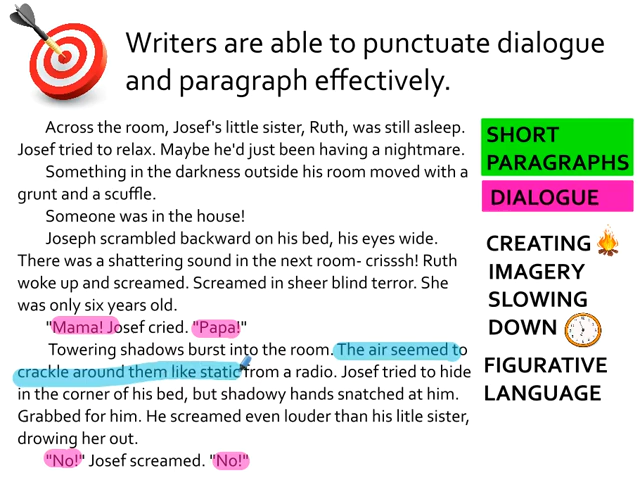 Writers are able to punctuate dialogue
and paragraph effectively.
Across the room, Josef's little sister, Ruth, was still asleep.
Josef tried to relax. Maybe he'd just been having a nightmare.
Something in the darkness outside his room moved with a
grunt and a scuffle.
Someone was in the house!
Joseph scrambled backward on his bed, his eyes wide.
There was a shattering sound in the next room- crisssh! Ruth
woke up and screamed. Screamed in sheer blind terror. She
was only six years old.
"Mama! Josef cried. "Papa!"
Towering shadows burst into the room. The air seemed to
crackle around them like static from a radio. Josef tried to hide
in the corner of his bed, but shadowy hands snatched at him.
Grabbed for him. He screamed even louder than his litle sister,
drowing her out.
"No!" Josef screamed. "No!"
SHORT
PARAGRAPHS
DIALOGUE
CREATING
IMAGERY
SLOWING
DOWN
FIGURATIVE
LANGUAGE